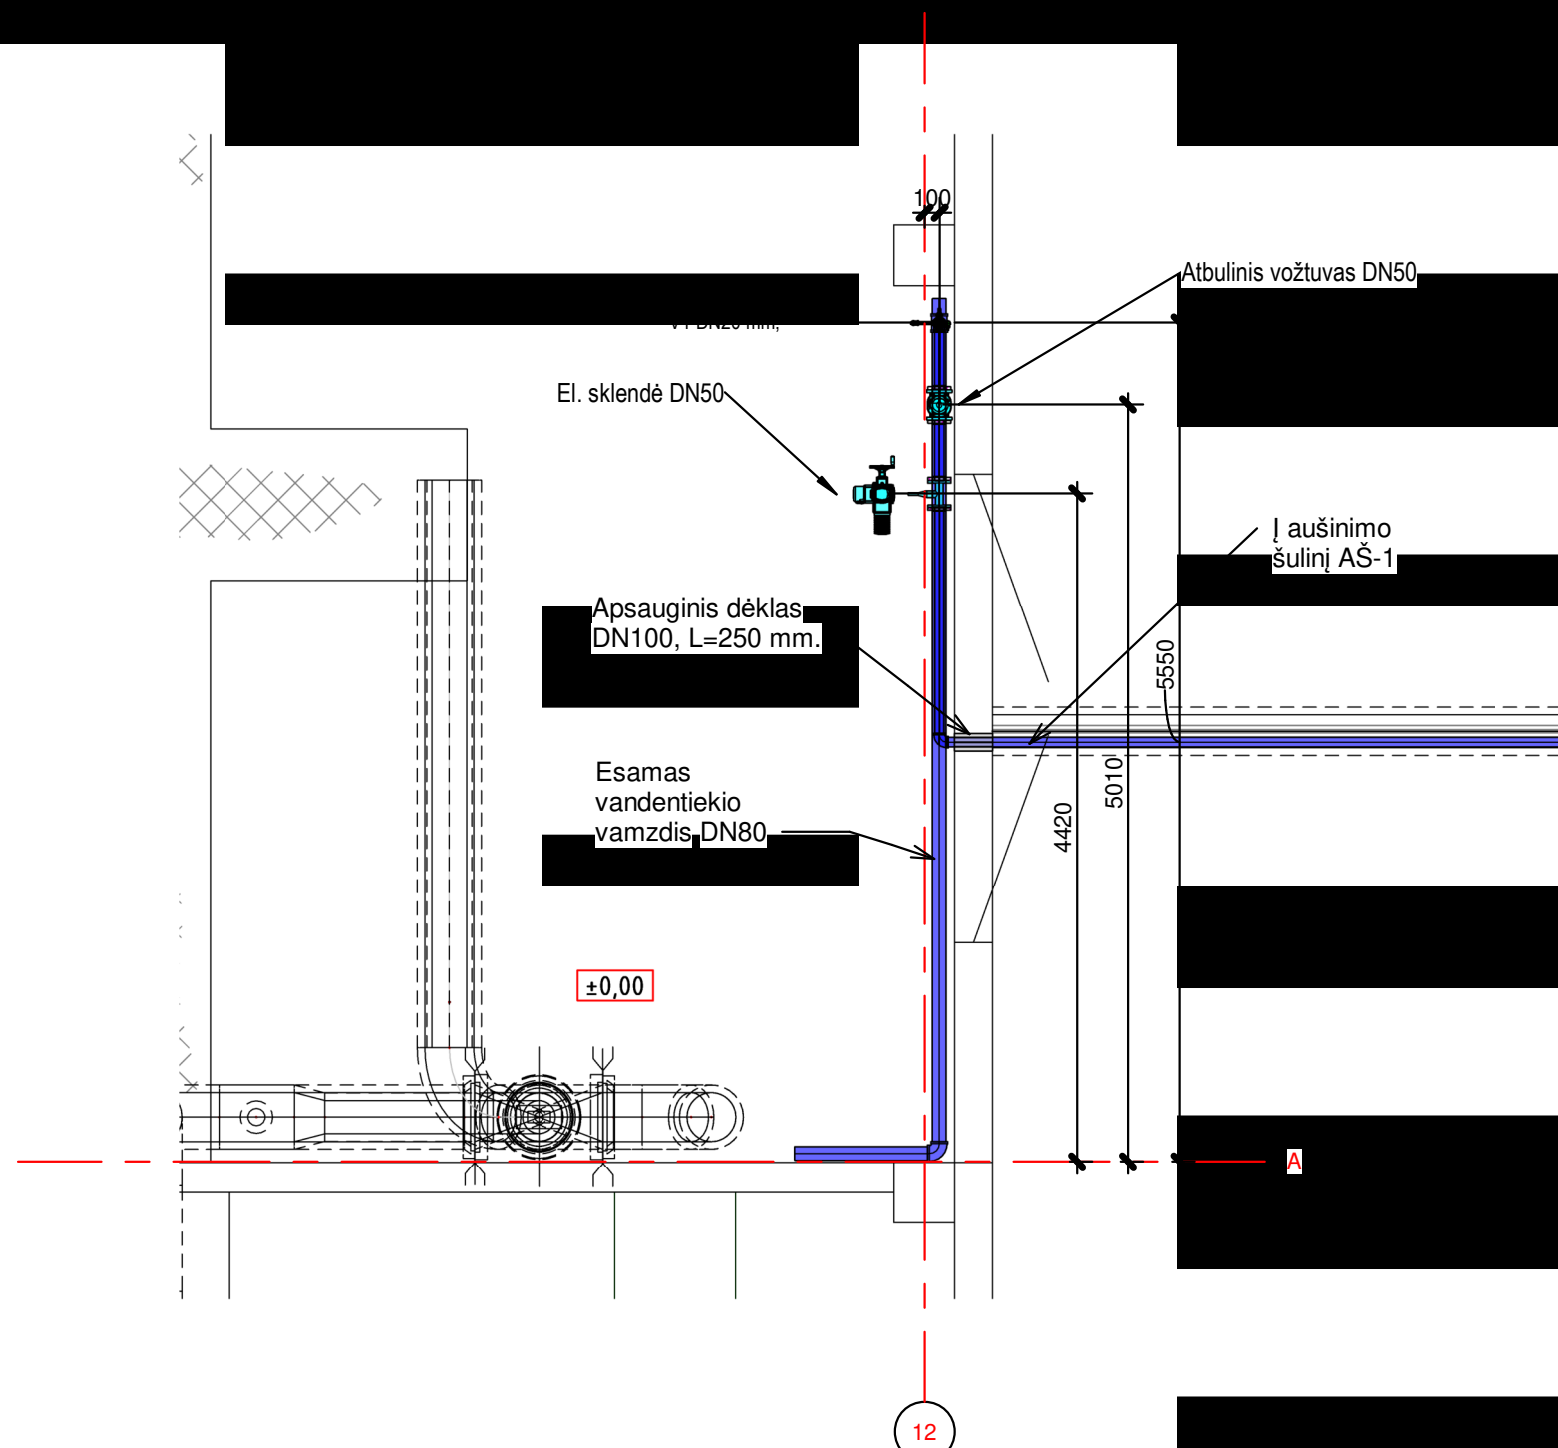 100
Atbulinis vožtuvas DN50
El. sklendė DN50
Į aušinimo
šulinį AŠ-1
Apsauginis dėklas
DN100, L=250 mm.
5550
5010
4420
Esamas
vandentiekio
vamzdis DN80
±0,00
A
12